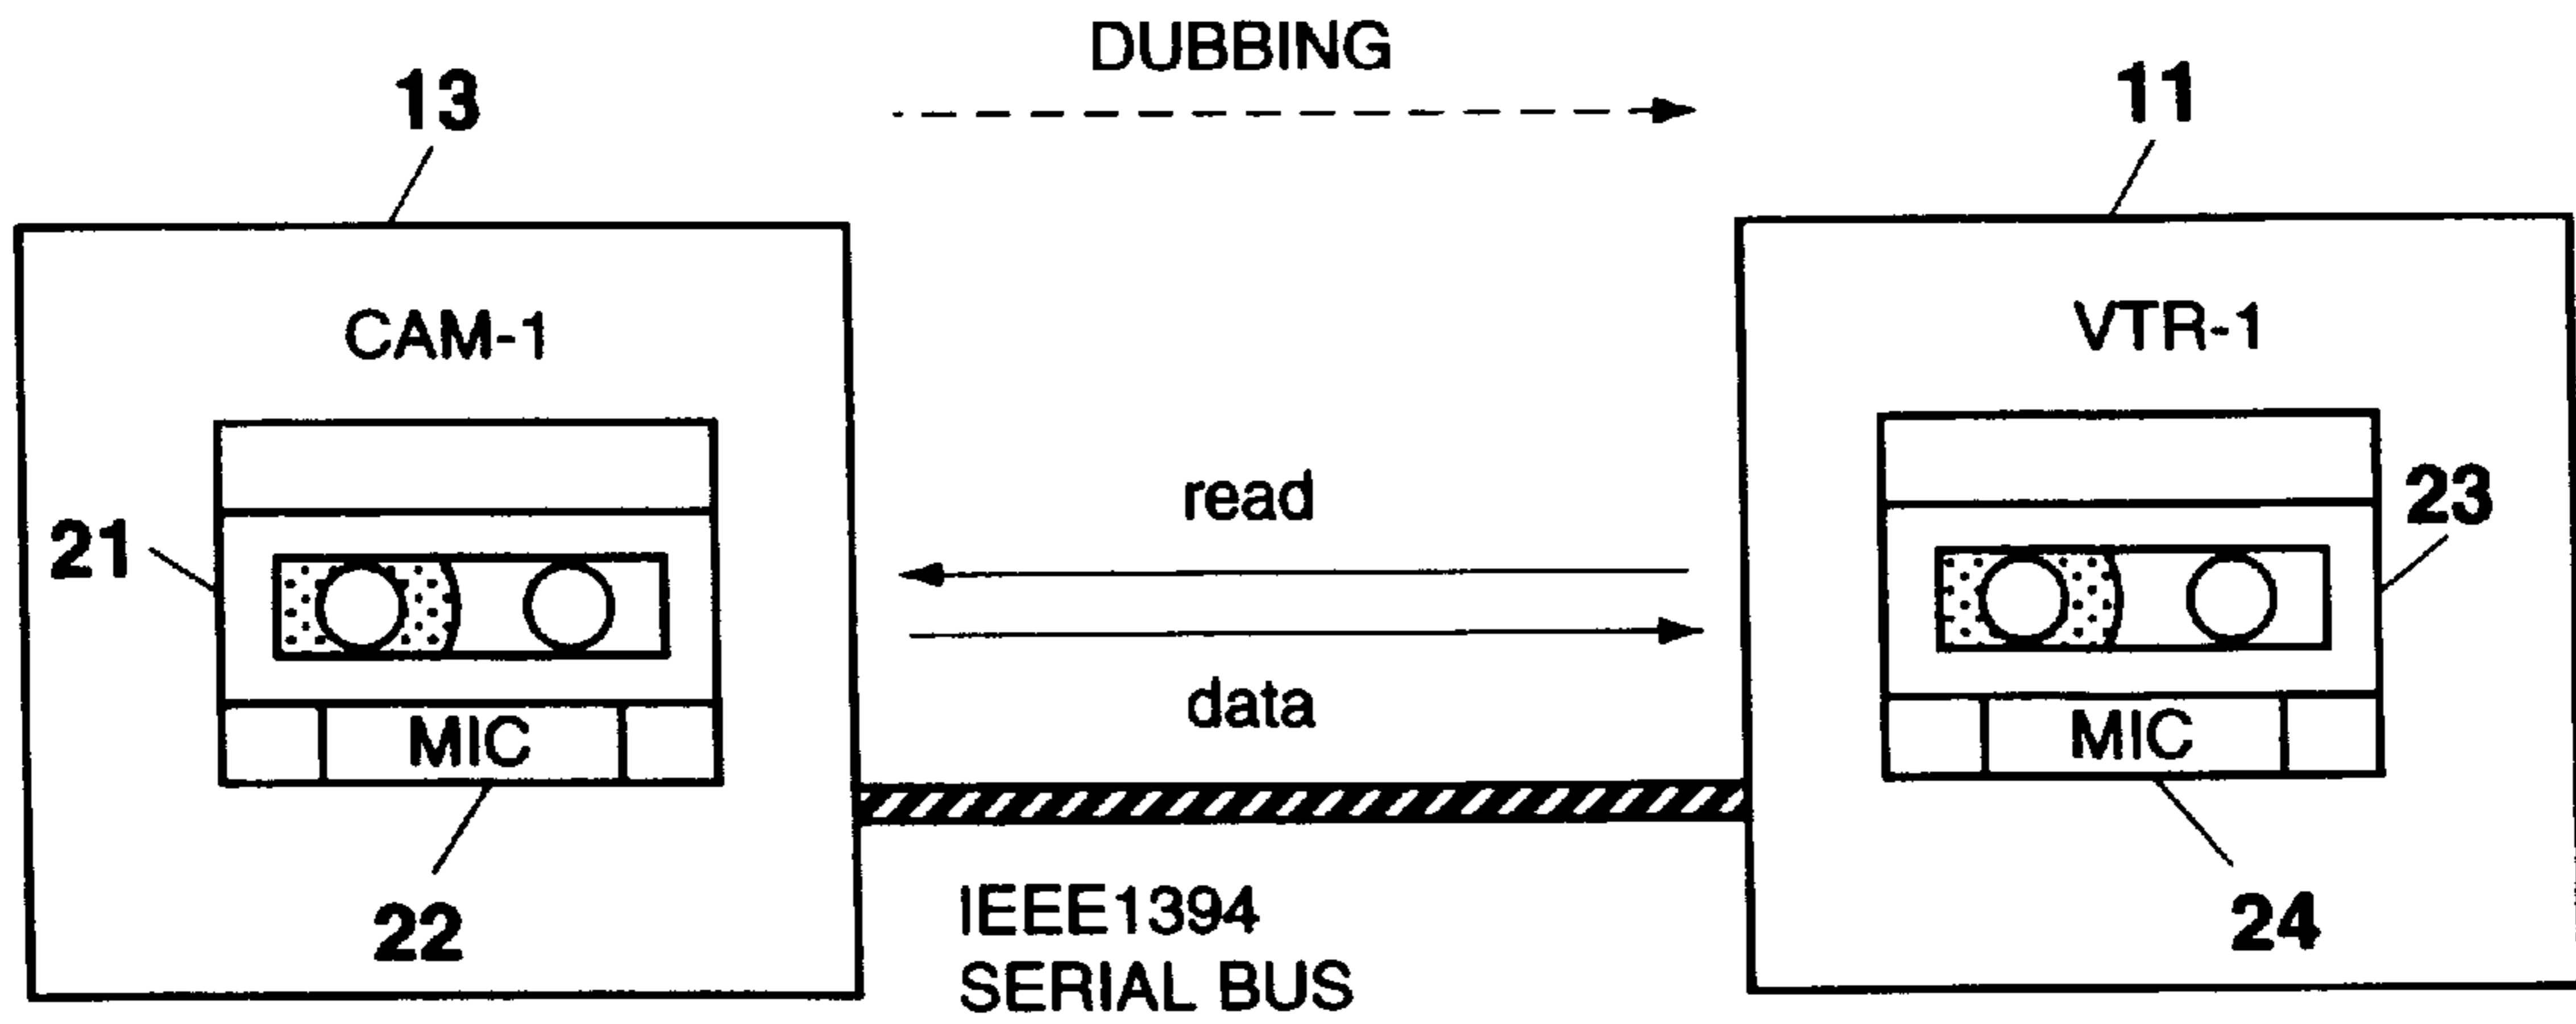 DUBBING
13
11
CAM-1
VTR-1
read
21
23
data
MIC
MIC
22
24
IEEE1394
SERIAL BUS